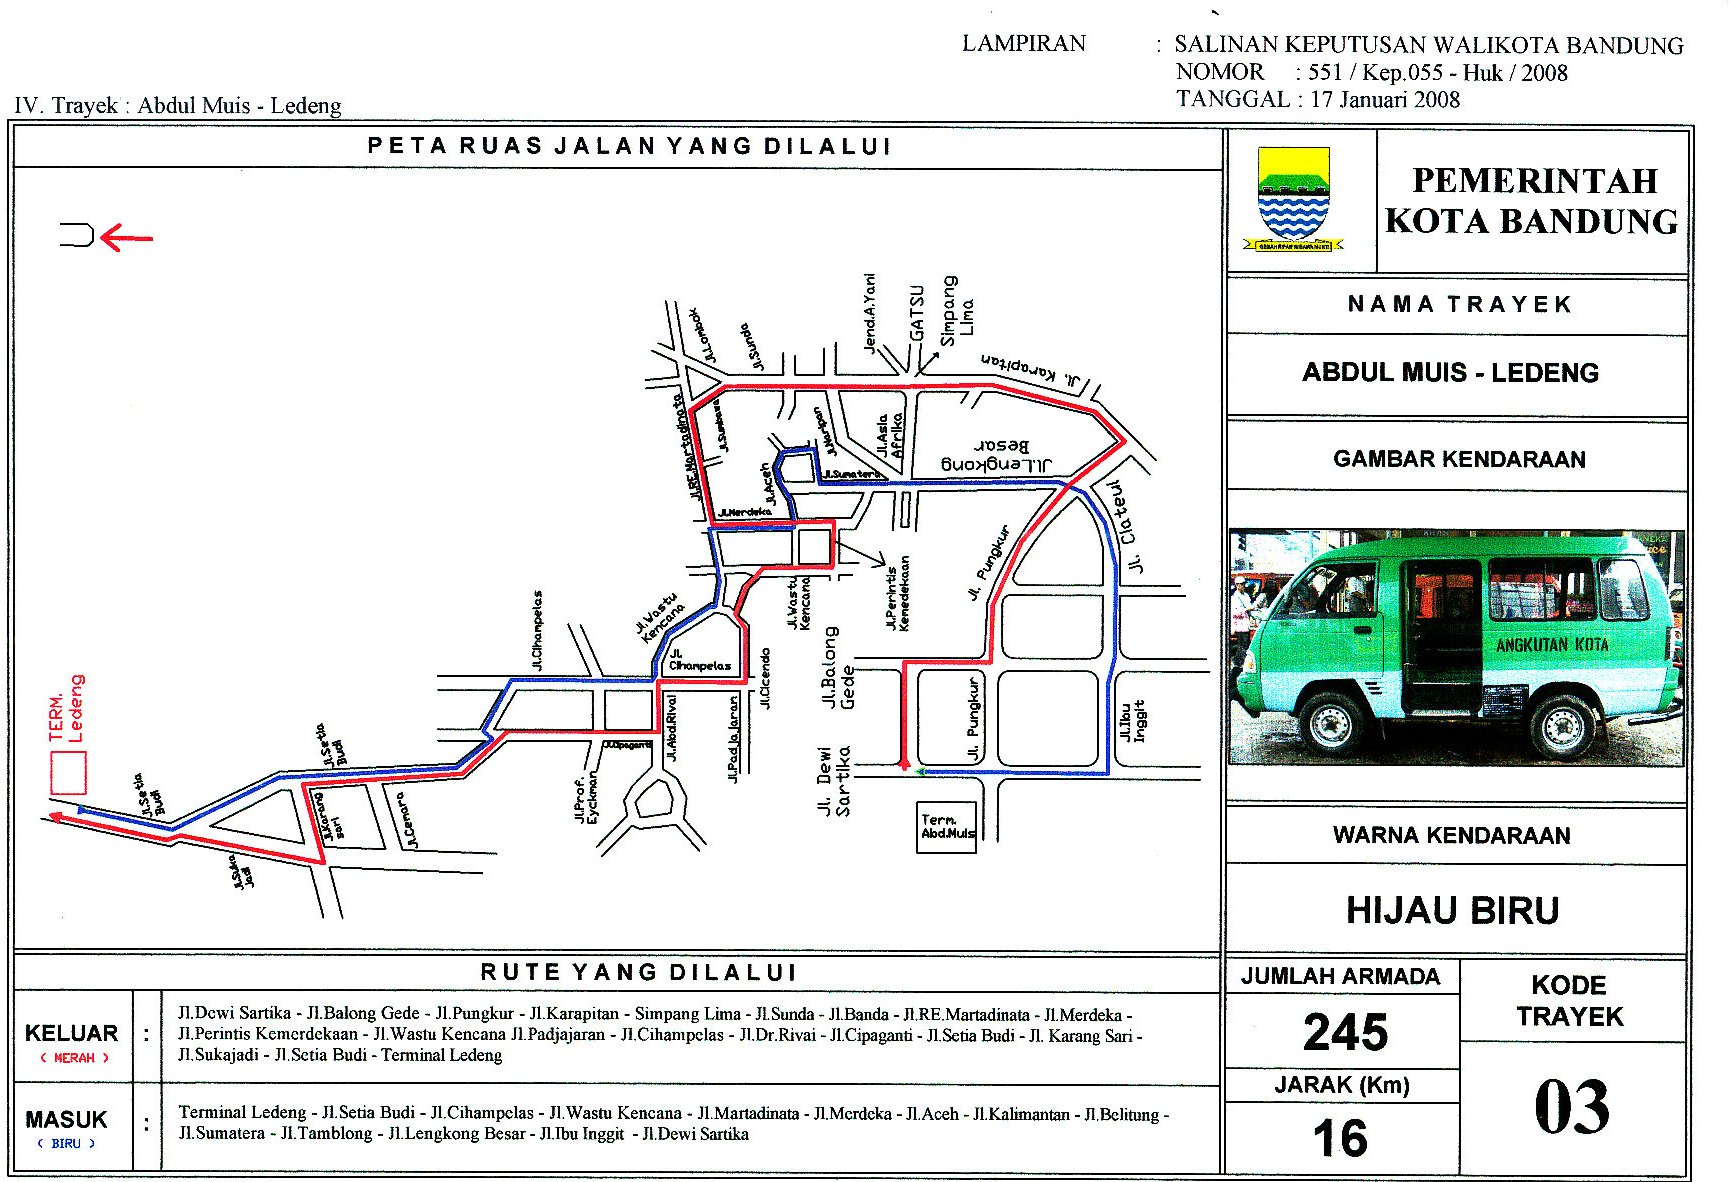 LAMPIRAN : SALINAN KEPUTUSAN WALIKOTA BANDUNG
NOMOR : 551 / Kep.055 - Huk / 2008
TANGGAL : 17 Januari 2008
IV. Trayek : Abdul Muis - Ledeng
PETA RUAS JALAN YANG DILALUI
Jl.Lombok
Jl.Sunda
Jend.A.Yani
GATSU
Simpang
Lima
Jl. Karapitan
Jl.RE.Martadinata
Jl.Sumbawa
Jl.Naripan
Jl.Asia
Afrika
Jl.Lengkong
Besar
Jl.Aceh
Jl.Sumatera
Jl.Merdeka
Jl. Ciateul
Jl. Pungkur
Jl.Perintis
Kemedekaan
Jl.Wastu
Kencana
Jl.Wastu
Kencana
Jl.Cihampelas
Jl.
Cihampelas
Jl.Cicendo
Jl.Balong
Gede
Jl. Pungkur
Jl.Ibu
Inggit
TERM.
Ledeng
Jl.Setia
Budi
Jl.Setia
Budi
Jl.Cipaganti
Jl.Abd.Rival
Jl.Padjajaran
Jl. Dewi
Sartika
Jl.Prof.
Eyckman
Jl.Karang
sari
Jl.Cemara
Jl.Suka
Jadi
Term.
Abd.Muis
PEMERINTAH
KOTA BANDUNG
NAMA TRAYEK
ABDUL MUIS - LEDENG
GAMBAR KENDARAAN
ANGKUTAN KOTA
WARNA KENDARAAN
HIJAU BIRU
JUMLAH ARMADA
245
JARAK (Km)
16
KODE
TRAYEK
03
RUTE YANG DILALUI
KELUAR :
( MERAH )
Jl.Dewi Sartika - Jl.Balong Gede - Jl.Pungkur - Jl.Karapitan - Simpang Lima - Jl.Sunda - Jl.Banda - Jl.RE.Martadinata - Jl.Merdeka -
Jl.Perintis Kemerdekaan - Jl.Wastu Kencana Jl.Padjajaran - Jl.Cihampelas - Jl.Dr.Rivai - Jl.Cipaganti - Jl.Setia Budi - Jl. Karang Sari -
Jl.Sukajadi - Jl.Setia Budi - Terminal Ledeng
MASUK :
( BIRU )
Terminal Ledeng - Jl.Setia Budi - Jl.Cihampelas - Jl.Wastu Kencana - Jl.Martadinata - Jl.Merdeka - Jl.Aceh - Jl.Kalimantan - Jl.Belitung -
Jl.Sumatera - Jl.Tamblong - Jl.Lengkong Besar - Jl.Ibu Inggit - Jl.Dewi Sartika